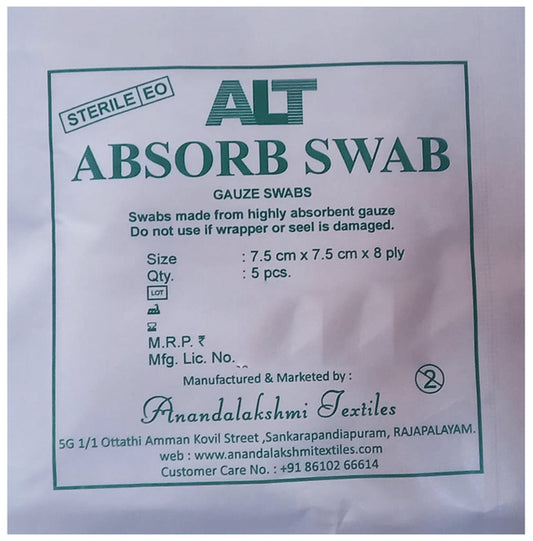 STERILE EO
ALT
ABSORB SWAB
GAUZE SWABS
Swabs made from highly absorbent gauze
Do not use if wrapper or seel is damaged.
Size : 7.5 cm x 7.5 cm x 8 ply
Qty. : 5 pcs.
LOT
M.R.P. ₹
Mfg. Lic. No.
2
Manufactured & Marketed by :
Anandalakshmi Textiles
5G 1/1 Ottathi Amman Kovil Street ,Sankarapandiapuram, RAJAPALAYAM.
web : www.anandalakshmitextiles.com
Customer Care No. : +91 86102 66614